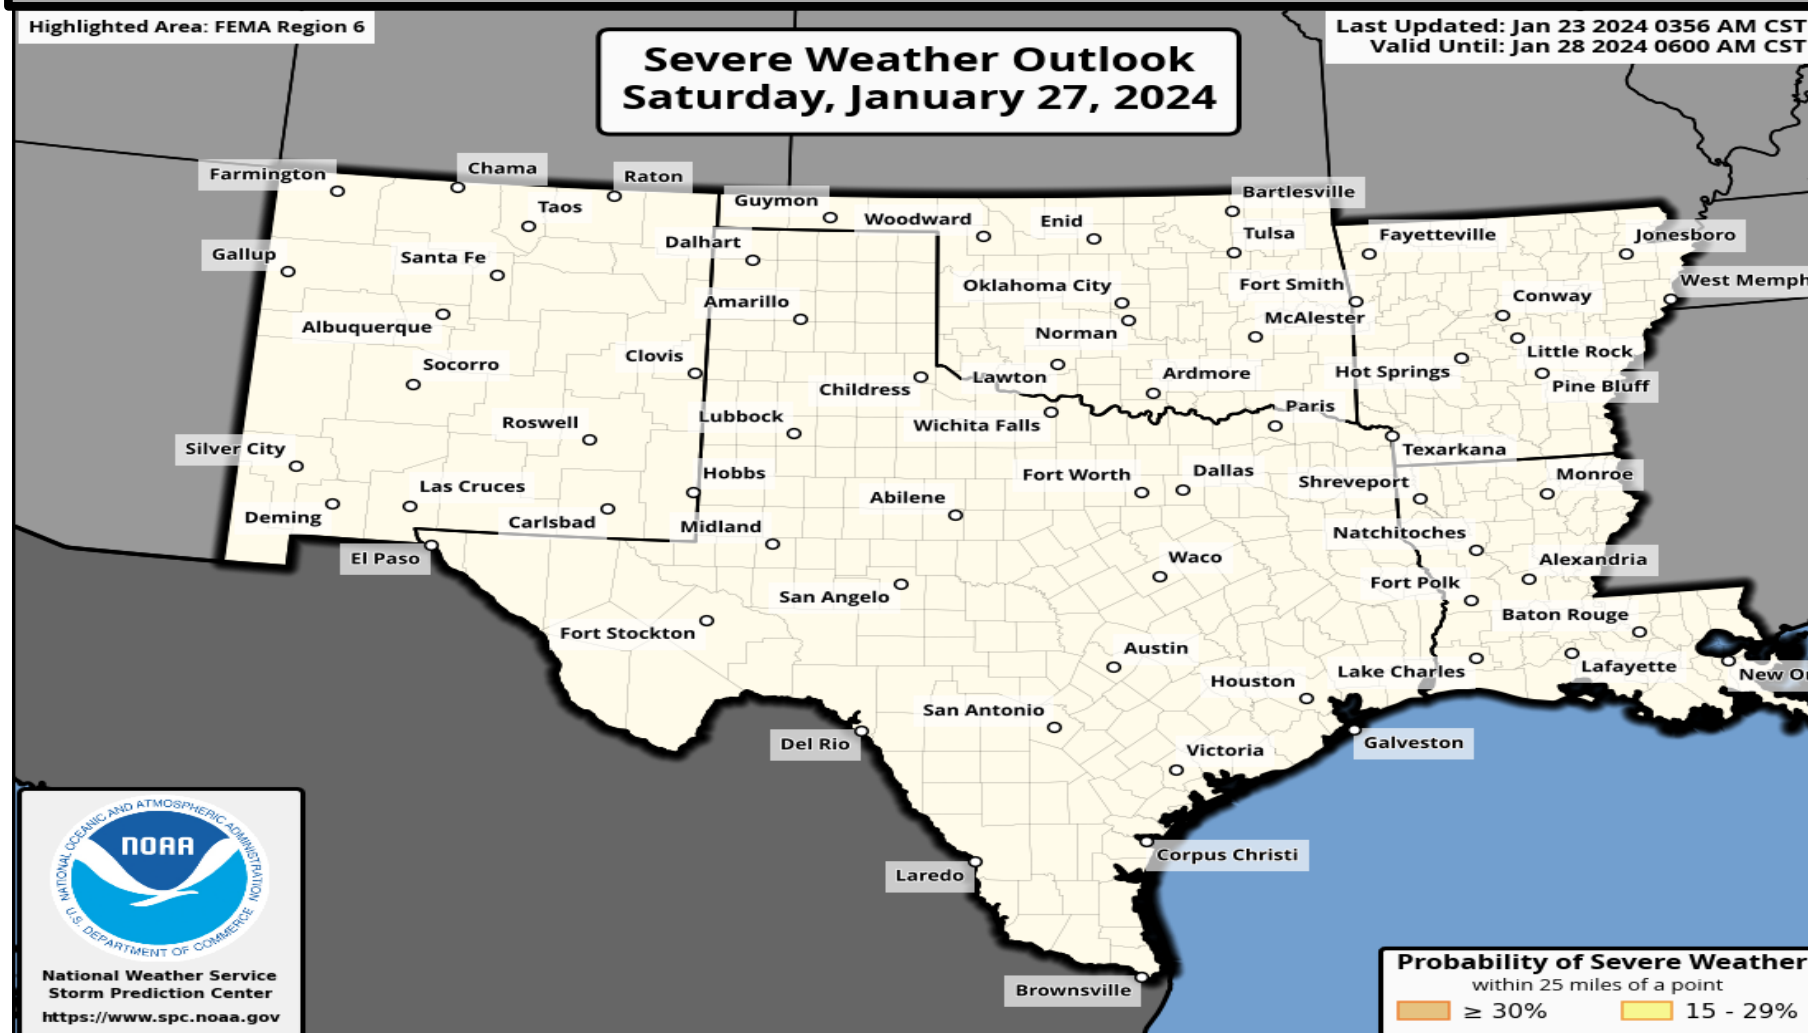 Highlighted Area: FEMA Region 6
Severe Weather Outlook
Saturday, January 27, 2024
Last Updated: Jan 23 2024 0356 AM CST
Valid Until: Jan 28 2024 0600 AM CST
Farmington
Chama
Raton
Taos
Guymon
Woodward
Enid
Bartlesville
Tulsa
Fayetteville
Jonesboro
Gallup
Santa Fe
Dalhart
Oklahoma City
Fort Smith
Conway
West Memph
Albuquerque
Amarillo
Norman
McAlester
Little Rock
Socorro
Clovis
Childress
Lawton
Ardmore
Hot Springs
Pine Bluff
Roswell
Lubbock
Wichita Falls
Paris
Texarkana
Silver City
Las Cruces
Hobbs
Abilene
Fort Worth
Dallas
Shreveport
Monroe
Deming
Carlsbad
Midland
Natchitoches
El Paso
Waco
Alexandria
San Angelo
Fort Polk
Fort Stockton
Baton Rouge
Austin
Lake Charles
Lafayette
New Or
Houston
San Antonio
Del Rio
Victoria
Galveston
Laredo
Corpus Christi
Brownsville
NATIONAL OCEANIC AND ATMOSPHERIC ADMINISTRATION
NOAA
U.S. DEPARTMENT OF COMMERCE
National Weather Service
Storm Prediction Center
https://www.spc.noaa.gov
Probability of Severe Weather
within 25 miles of a point
≥ 30%
15 - 29%